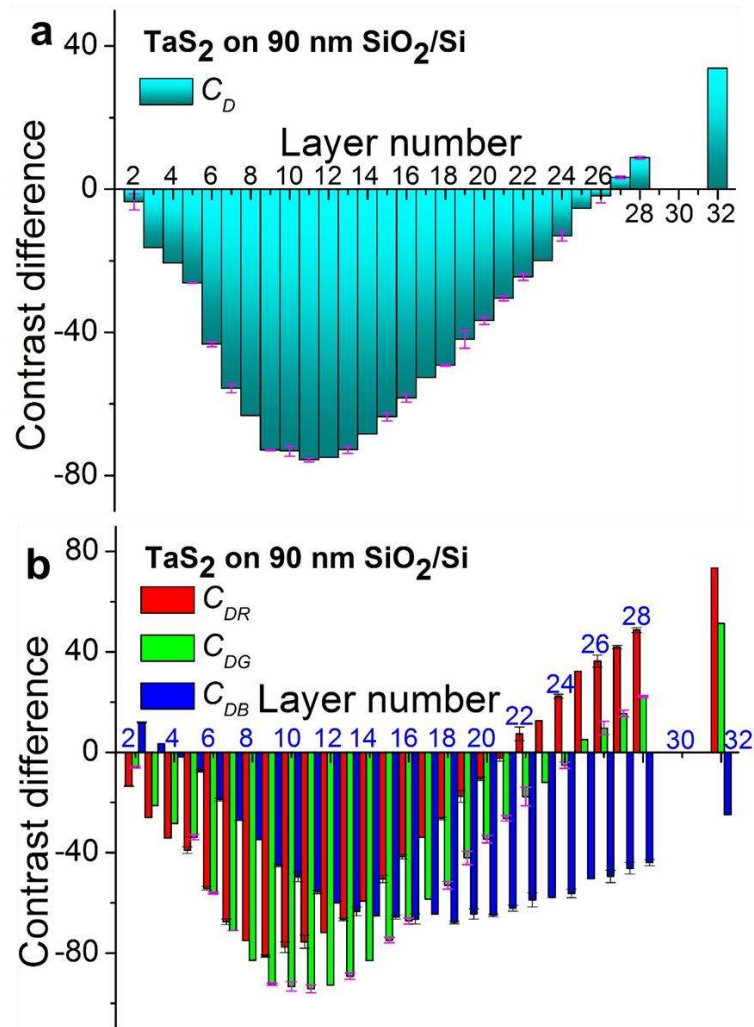 a
TaS2 on 90 nm SiO2/Si
CD
Layer number
Contrast difference
40
0
-40
-80
2 4 6 8 10 12 14 16 18 20 22 24 26
28 30 32
b
TaS2 on 90 nm SiO2/Si
CDR
CDG
CDB
Layer number
Contrast difference
80
40
0
-40
-80
2 4 6 8 10 12 14 16 18 20 22 24 26 28 30 32